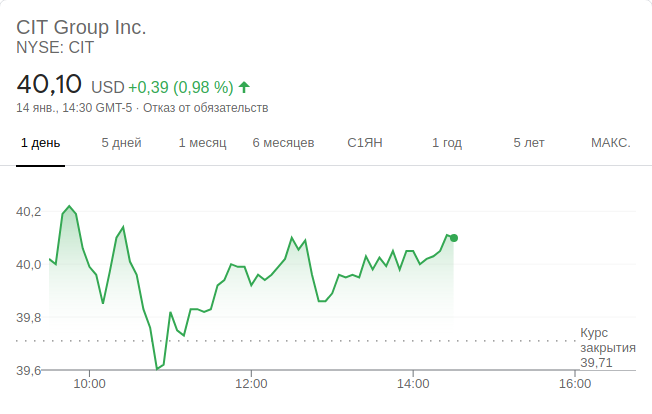 CIT Group Inc.
NYSE: CIT
40,10 USD +0,39 (0,98 %)
14 янв., 14:30 GMT-5 · Отказ от обязательств
1 день 5 дней 1 месяц 6 месяцев С1ЯН 1 год 5 лет МАКС.
40,2
40,0
39,8
Курс
закрытия
39,71
39,6
10:00 12:00 14:00 16:00